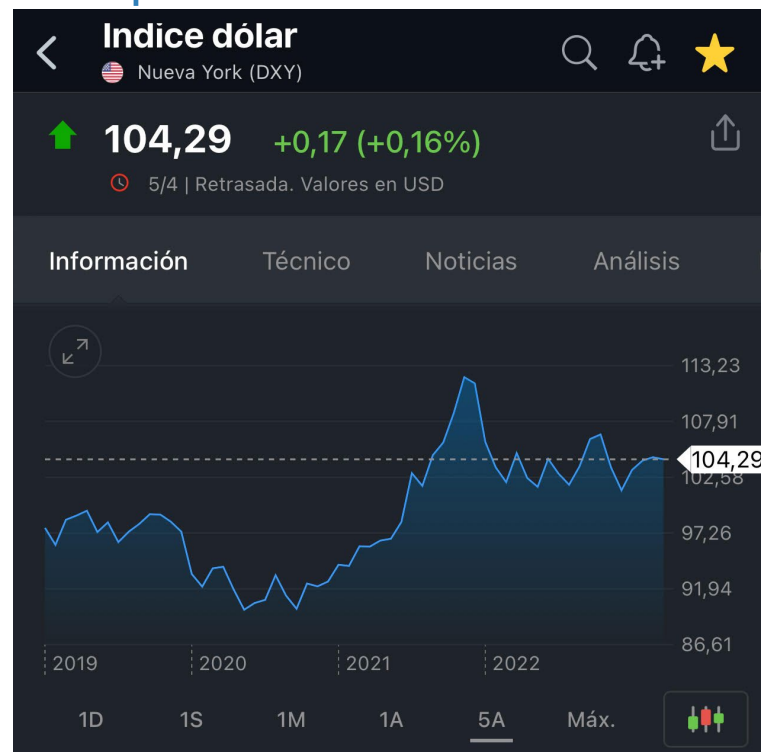 Indice dólar
Nueva York (DXY)
104,29 +0,17 (+0,16%)
5/4 | Retrasada. Valores en USD
Información Técnico Noticias Análisis
113,23
107,91
104,29
102,58
97,26
91,94
86,61
2019 2020 2021 2022
1D 1S 1M 1A 5A Máx.